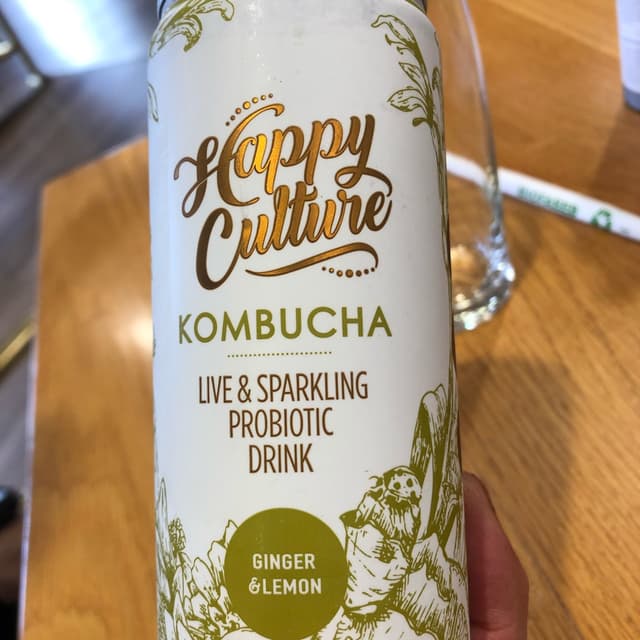 Happy
Culture
KOMBUCHA
LIVE & SPARKLING
PROBIOTIC
DRINK
GINGER
& LEMON